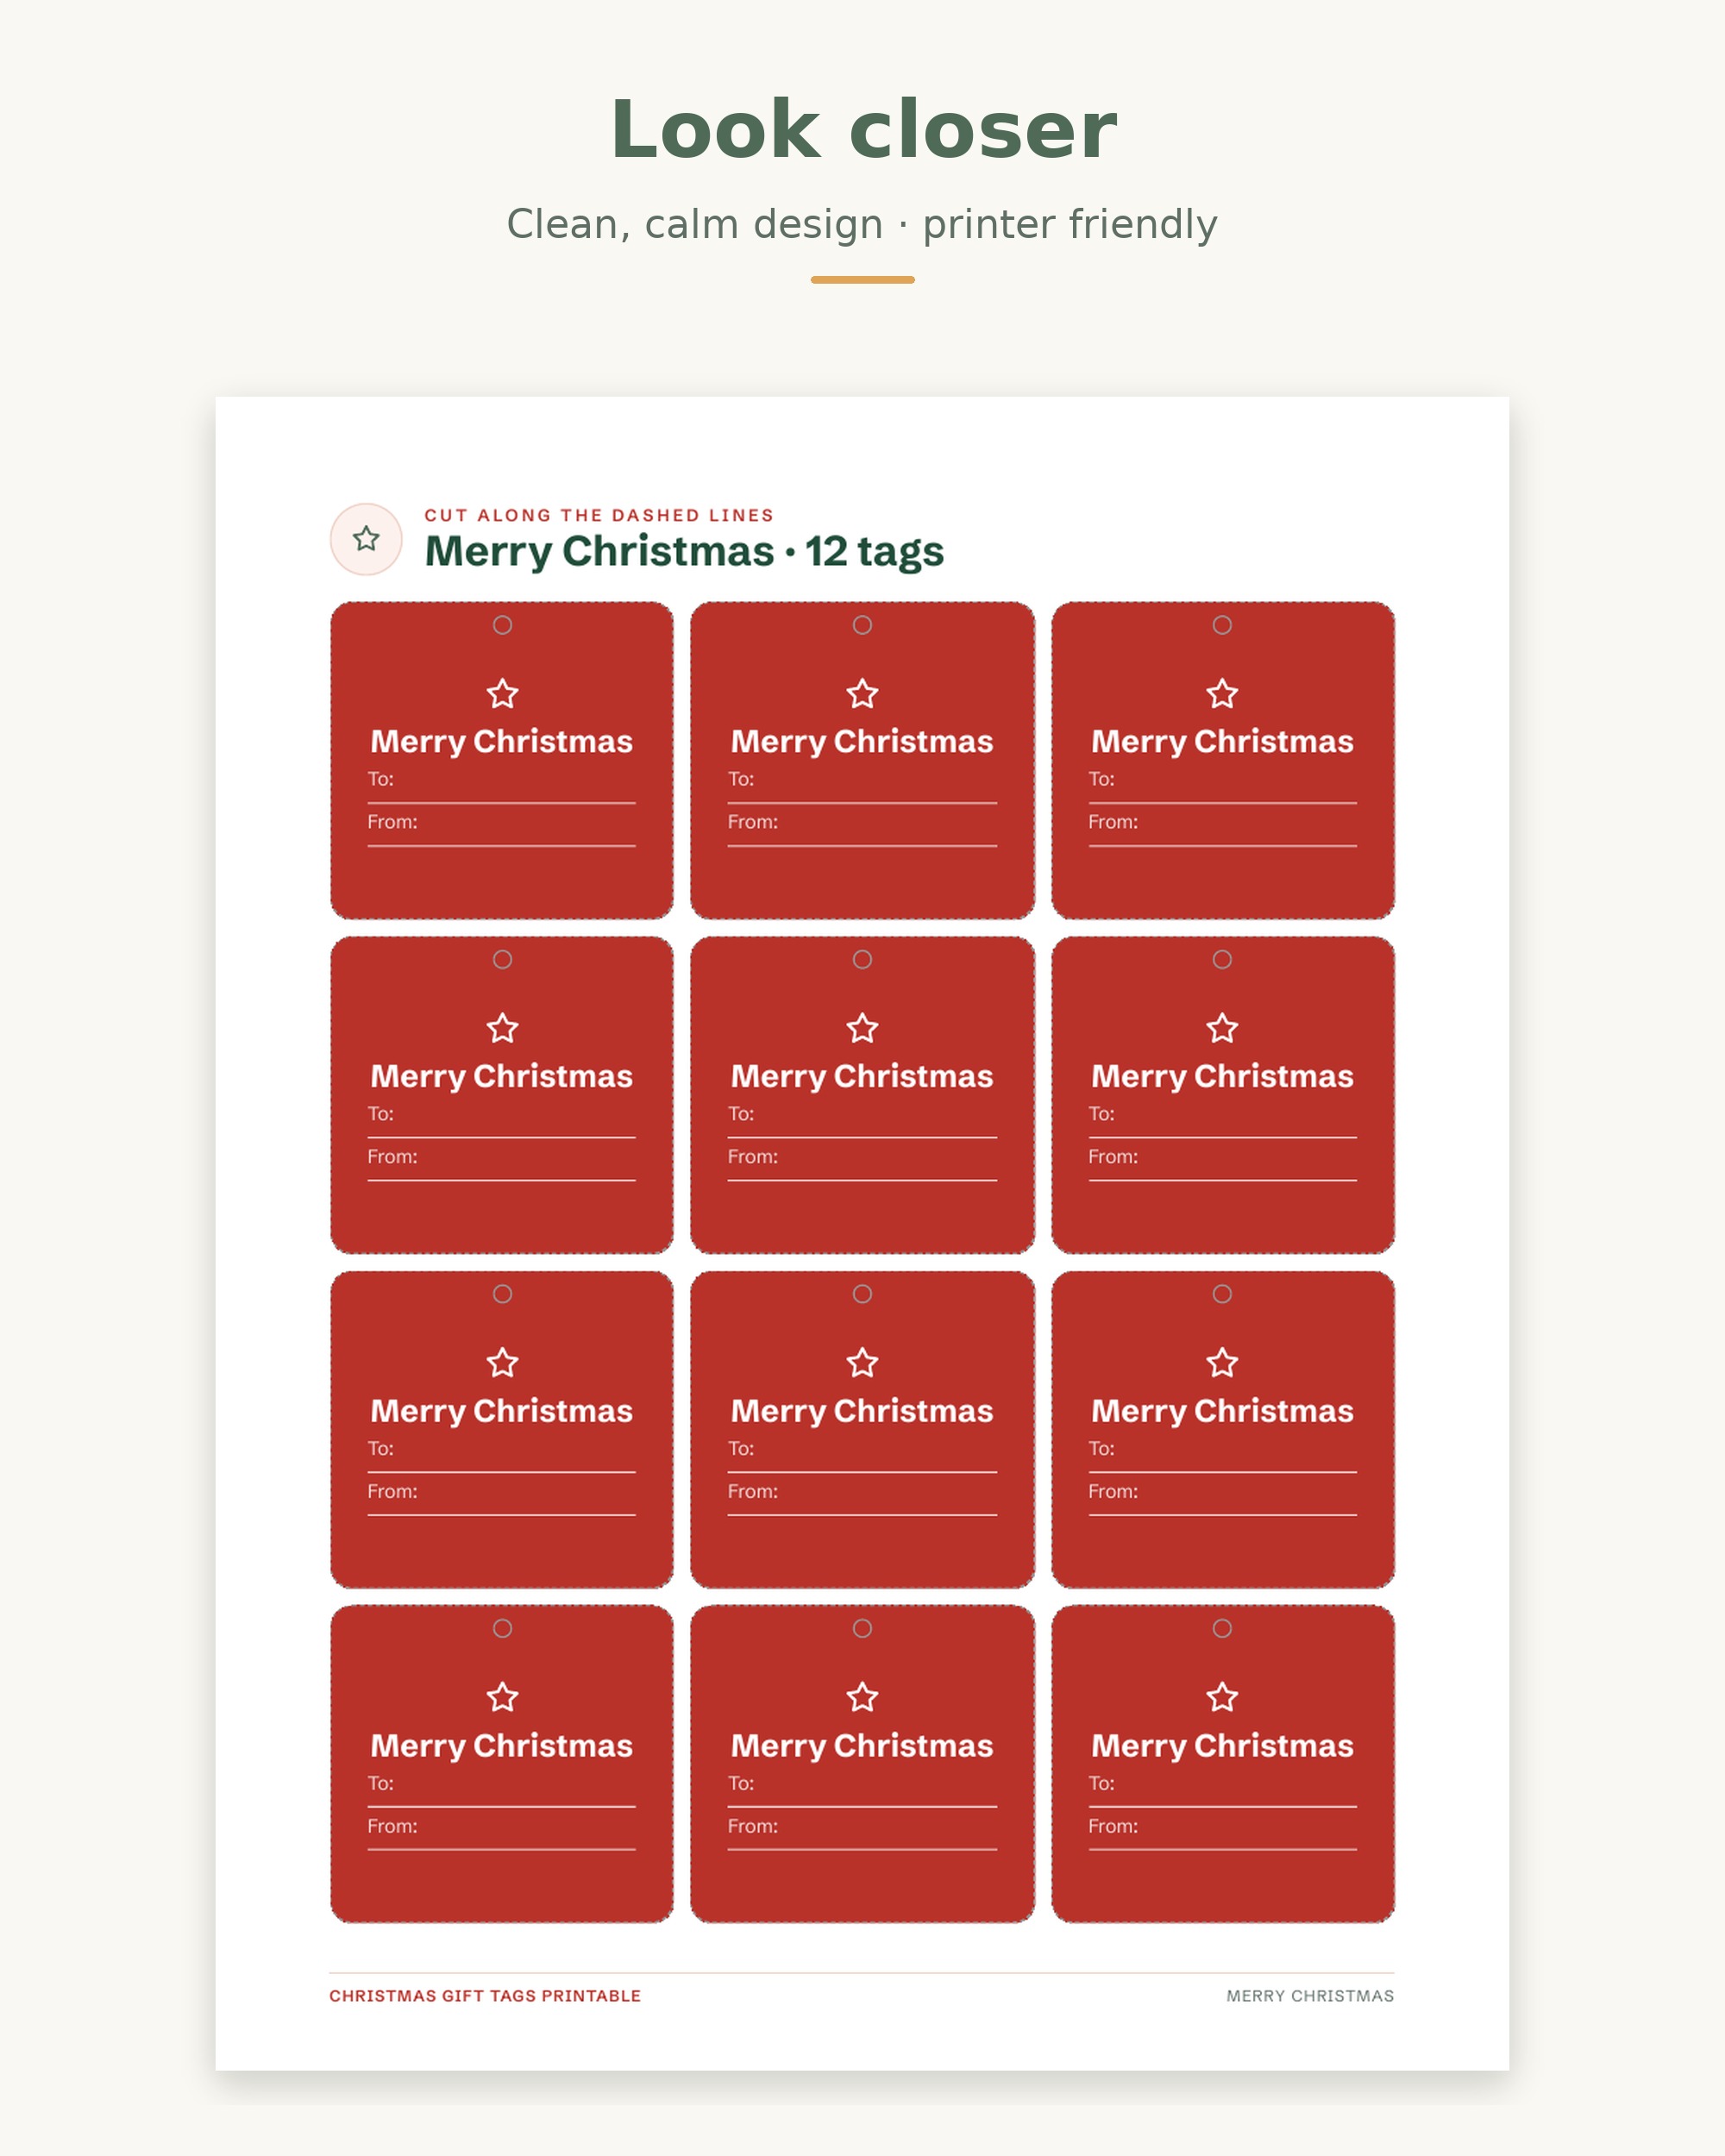 Look closer
Clean, calm design · printer friendly
CUT ALONG THE DASHED LINES
Merry Christmas · 12 tags
Merry Christmas
To:
From:
Merry Christmas
To:
From:
Merry Christmas
To:
From:
Merry Christmas
To:
From:
Merry Christmas
To:
From:
Merry Christmas
To:
From:
Merry Christmas
To:
From:
Merry Christmas
To:
From:
Merry Christmas
To:
From:
Merry Christmas
To:
From:
Merry Christmas
To:
From:
Merry Christmas
To:
From:
CHRISTMAS GIFT TAGS PRINTABLE
MERRY CHRISTMAS